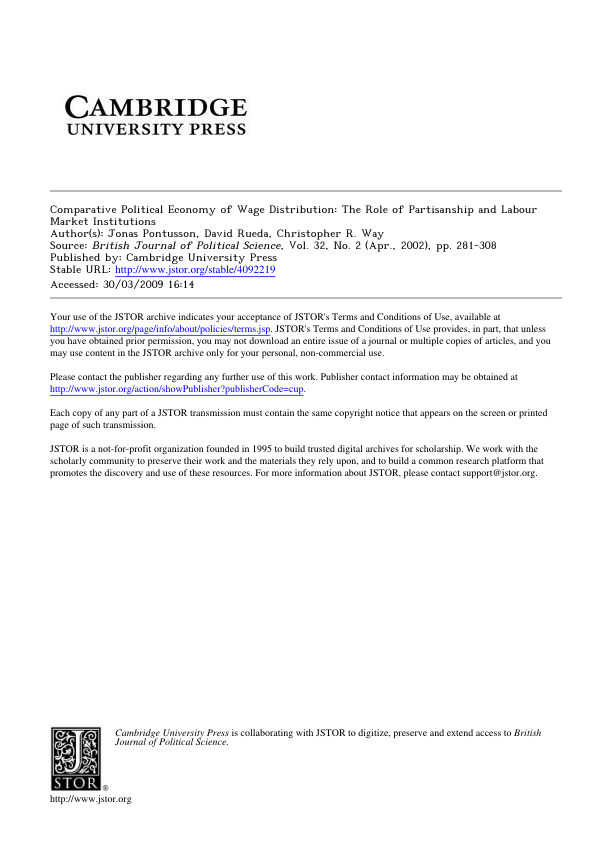 CAMBRIDGE
UNIVERSITY PRESS
Comparative Political Economy of Wage Distribution: The Role of Partisanship and Labour
Market Institutions
Author(s): Jonas Pontusson, David Rueda, Christopher R. Way
Source: British Journal of Political Science, Vol. 32, No. 2 (Apr., 2002), pp. 281-308
Published by: Cambridge University Press
Stable URL: http://www.jstor.org/stable/4092219
Accessed: 30/03/2009 16:14
Your use of the JSTOR archive indicates your acceptance of JSTOR's Terms and Conditions of Use, available at
http://www.jstor.org/page/info/about/policies/terms.jsp. JSTOR's Terms and Conditions of Use provides, in part, that unless
you have obtained prior permission, you may not download an entire issue of a journal or multiple copies of articles, and you
may use content in the JSTOR archive only for your personal, non-commercial use.
Please contact the publisher regarding any further use of this work. Publisher contact information may be obtained at
http://www.jstor.org/action/showPublisher?publisherCode=cup.
Each copy of any part of a JSTOR transmission must contain the same copyright notice that appears on the screen or printed
page of such transmission.
JSTOR is a not-for-profit organization founded in 1995 to build trusted digital archives for scholarship. We work with the
scholarly community to preserve their work and the materials they rely upon, and to build a common research platform that
promotes the discovery and use of these resources. For more information about JSTOR, please contact support@jstor.org.
Cambridge University Press is collaborating with JSTOR to digitize, preserve and extend access to British
Journal of Political Science.
JSTOR ®
http://www.jstor.org